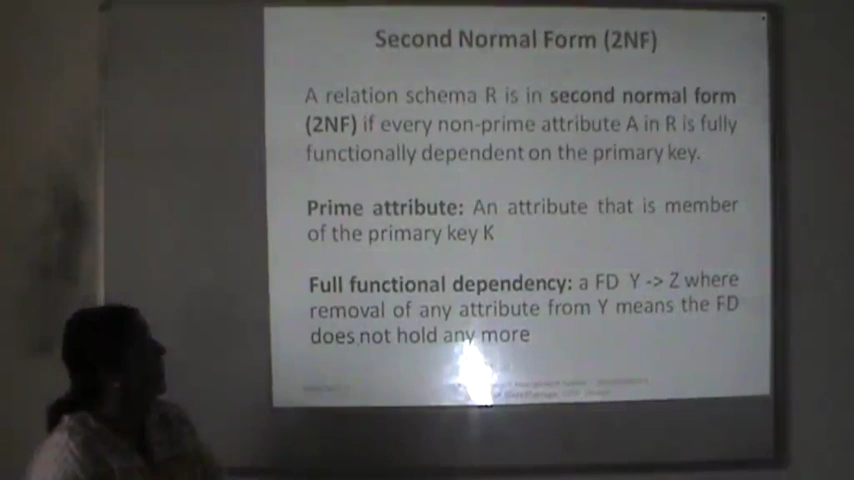 Second Normal Form (2NF)
A relation schema R is in second normal form
(2NF) if every non-prime attribute A in R is fully
functionally dependent on the primary key.
Prime attribute: An attribute that is member
of the primary key K
Full functional dependency: a FD Y -> Z where
removal of any attribute from Y means the FD
does not hold any more